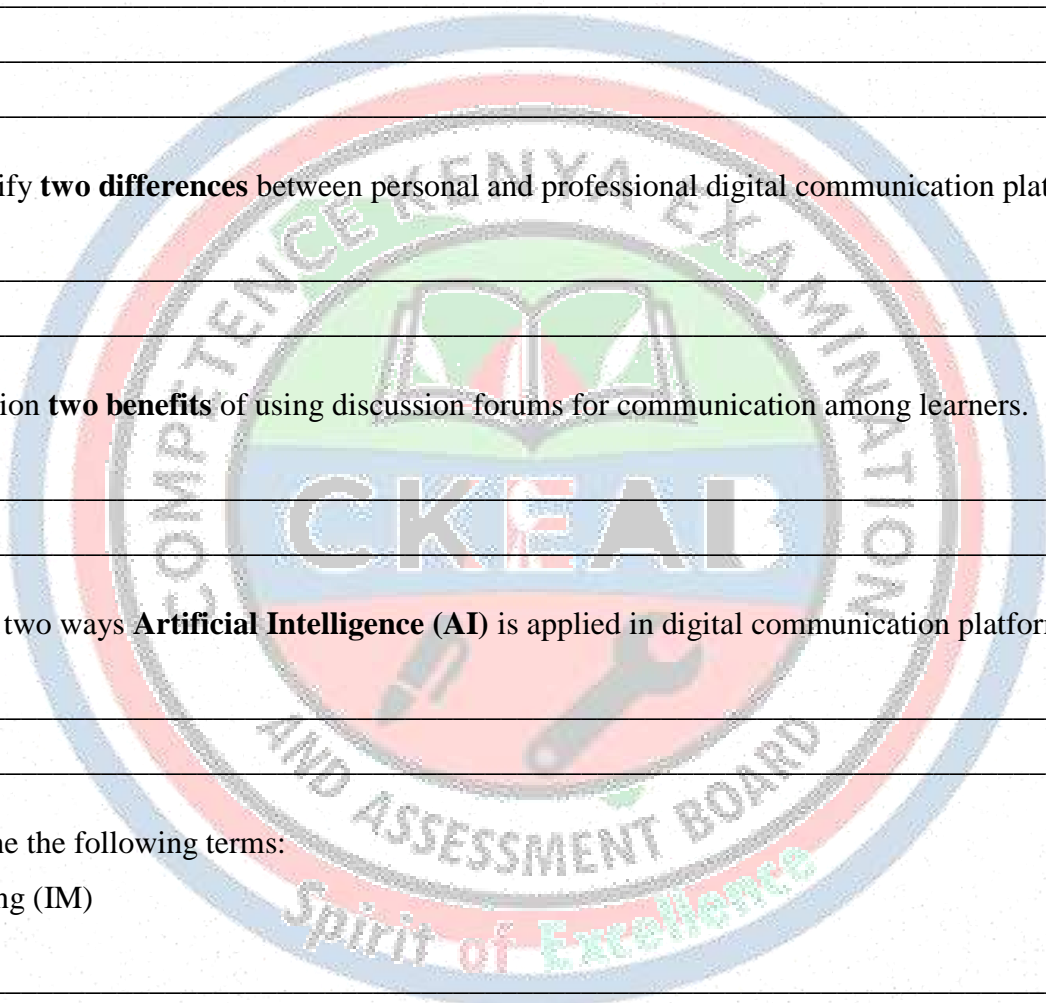 ify two differences between personal and professional digital communication plat
ion two benefits of using discussion forums for communication among learners.
two ways Artificial Intelligence (AI) is applied in digital communication platfor
ne the following terms:
ng (IM)
COMPETENCE KENYA EXAMINATION
AND ASSESSMENT BOARD
CKEAB
Spirit of Excellence